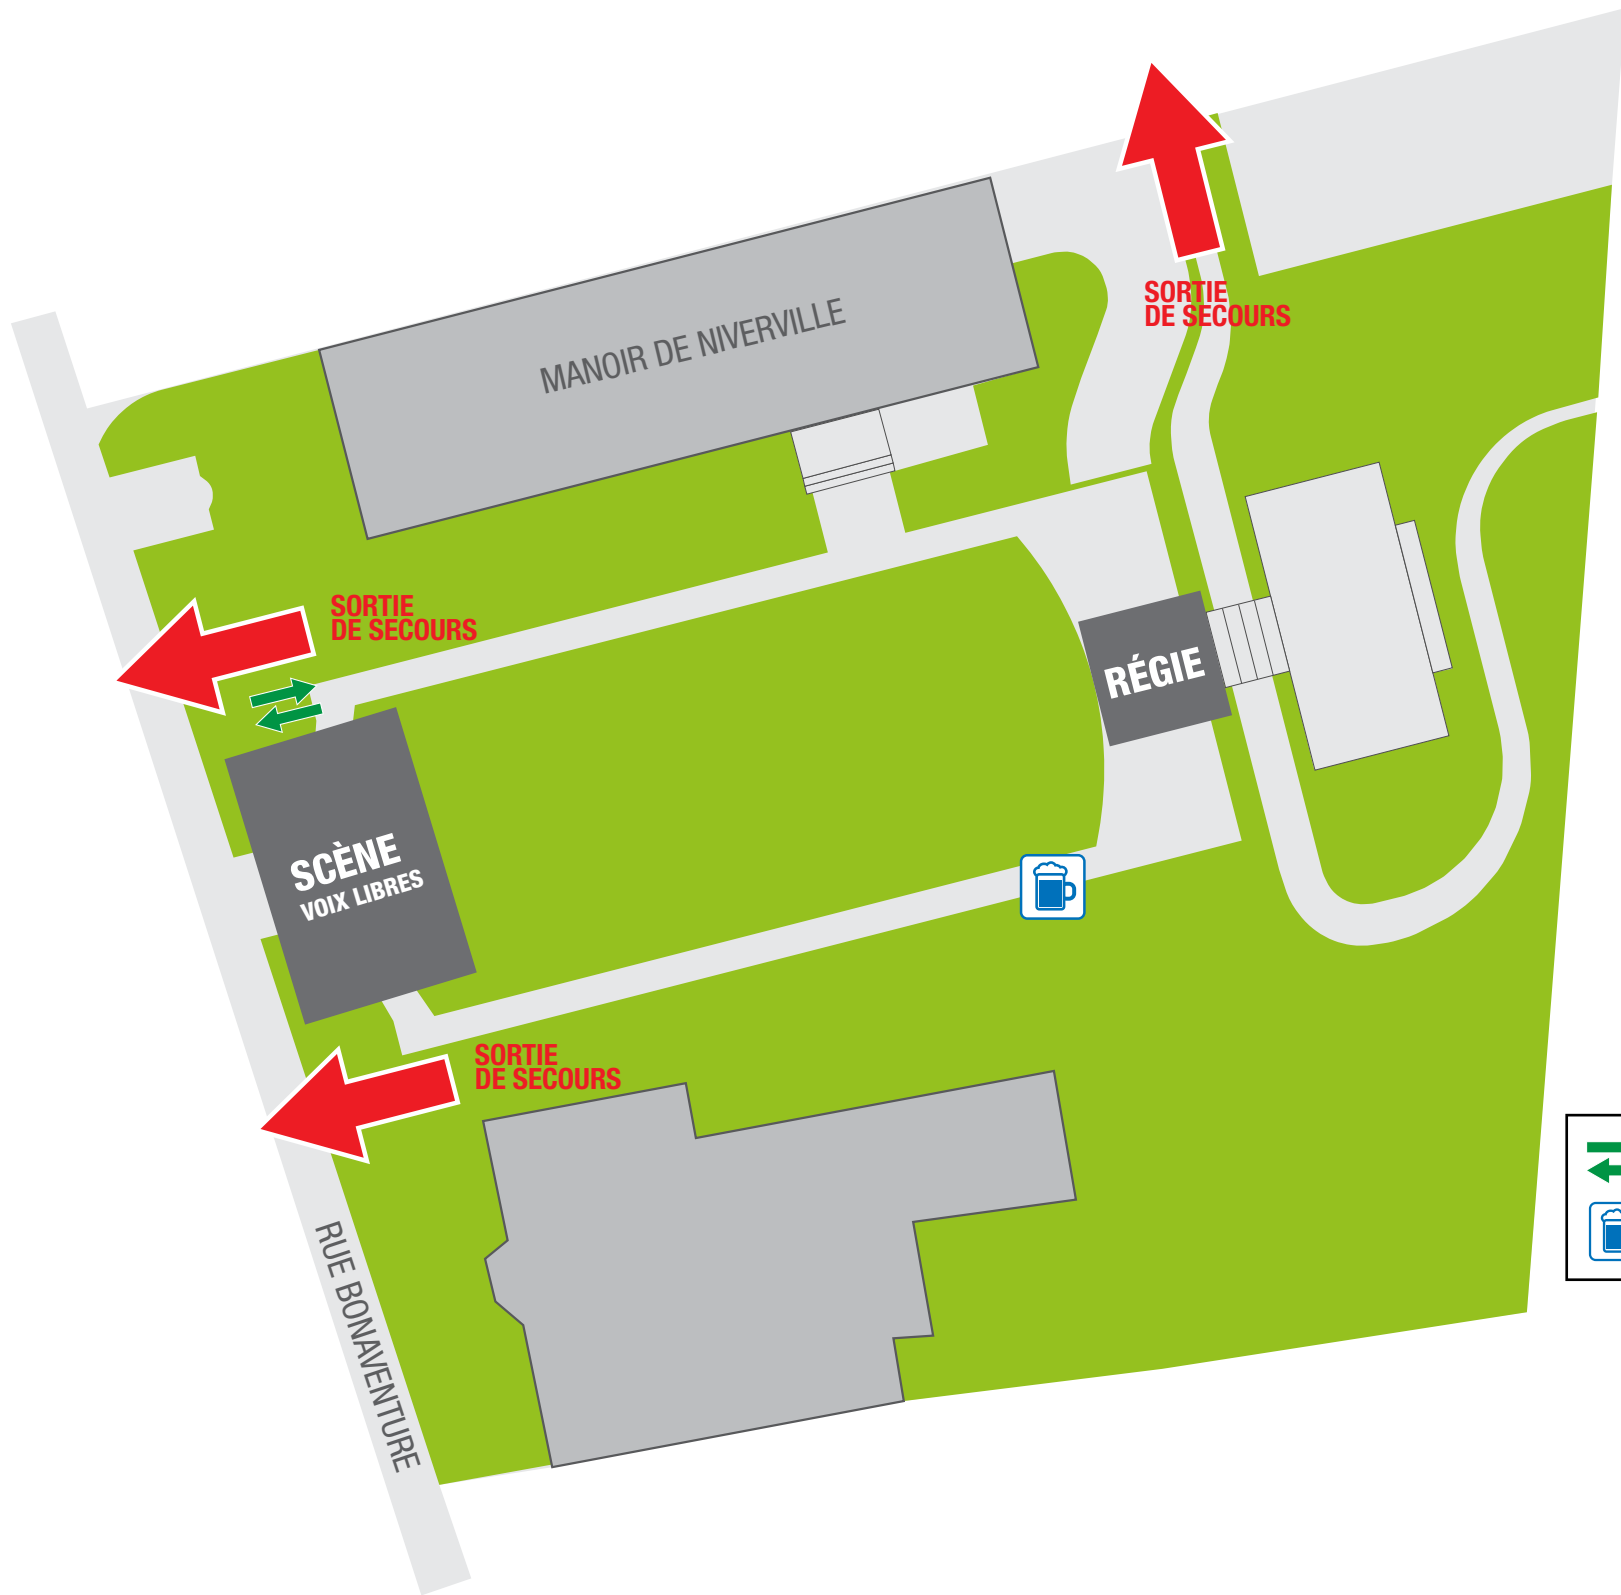 MANOIR DE NIVERVILLE
SORTIE
DE SECOURS
SORTIE
DE SECOURS
RÉGIE
SCÈNE
VOIX LIBRES
SORTIE
DE SECOURS
RUE BONAVENTURE